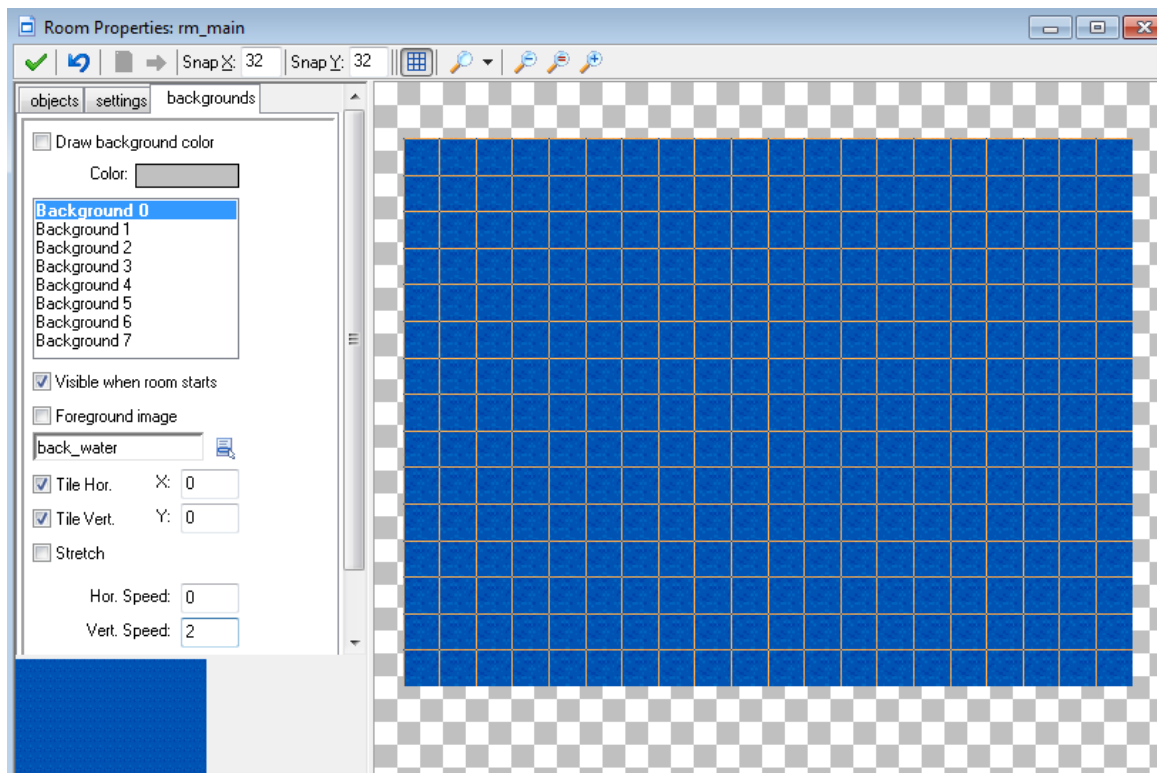 Room Properties: rm_main
Snap X: 32 Snap Y: 32
objects settings backgrounds
Draw background color
Color:
Background 0
Background 1
Background 2
Background 3
Background 4
Background 5
Background 6
Background 7
Visible when room starts
Foreground image
back_water
Tile Hor. X: 0
Tile Vert. Y: 0
Stretch
Hor. Speed: 0
Vert. Speed: 2